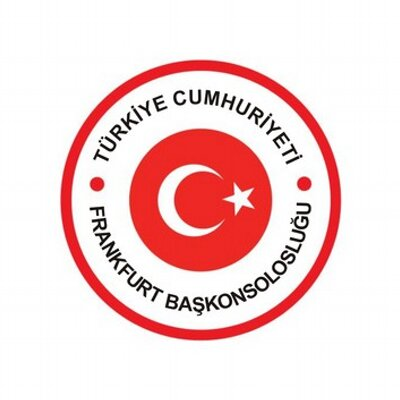 TÜRKİYE CUMHURİYETİ
FRANKFURT BAŞKONSOLOSLUĞU